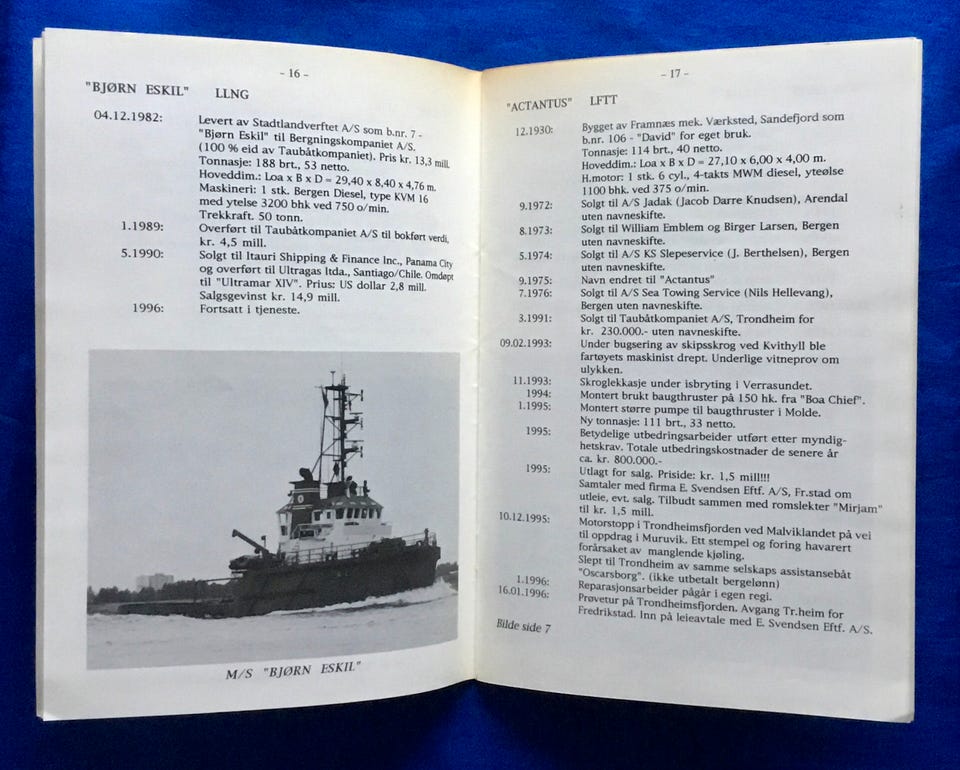 - 16 -
"BJØRN ESKIL" LLNG
04.12.1982: Levert av Stadtlandverftet A/S som b.nr. 7 -
"Bjørn Eskil" til Bergningskompaniet A/S.
(100 % eid av Taubåtkompaniet). Pris kr. 13,3 mill.
Tonnasje: 188 brt., 53 netto.
Hoveddim.: Loa x B x D = 29,40 x 8,40 x 4,76 m.
Maskineri: 1 stk. Bergen Diesel, type KVM 16
med ytelse 3200 bhk ved 750 o/min.
Trekkraft. 50 tonn.
1.1989: Overført til Taubåtkompaniet A/S til bokført verdi,
kr. 4,5 mill.
5.1990: Solgt til Itauri Shipping & Finance Inc., Panama City
og overført til Ultragas ltda., Santiago/Chile. Omdøpt
til "Ultramar XIV". Prius: US dollar 2,8 mill.
Salgsgevinst kr. 14,9 mill.
1996: Fortsatt i tjeneste.
M/S "BJØRN ESKIL"
- 17 -
"ACTANTUS" LFTT
12.1930: Bygget av Framnæs mek. Værksted, Sandefjord som
b.nr. 106 - "David" for eget bruk.
Tonnasje: 114 brt., 40 netto.
Hoveddim.: Loa x B x D = 27,10 x 6,00 x 4,00 m.
H.motor: 1 stk. 6 cyl., 4-takts MWM diesel, yteølse
1100 bhk. ved 375 o/min.
9.1972: Solgt til A/S Jadak (Jacob Darre Knudsen), Arendal
uten navneskifte.
8.1973: Solgt til William Emblem og Birger Larsen, Bergen
uten navneskifte.
5.1974: Solgt til A/S KS Slepeservice (J. Berthelsen), Bergen
uten navneskifte.
9.1975: Navn endret til "Actantus"
7.1976: Solgt til A/S Sea Towing Service (Nils Hellevang),
Bergen uten navneskifte.
3.1991: Solgt til Taubåtkompaniet A/S, Trondheim for
kr. 230.000.- uten navneskifte.
09.02.1993: Under bugsering av skipsskrog ved Kvithyll ble
fartøyets maskinist drept. Underlige vitneprov om
ulykken.
11.1993: Skroglekkasje under isbryting i Verrasundet.
1994: Montert brukt baugthruster på 150 hk. fra "Boa Chief".
1.1995: Montert større pumpe til baugthruster i Molde.
Ny tonnasje: 111 brt., 33 netto.
1995: Betydelige utbedringsarbeider utført etter myndig-
hetskrav. Totale utbedringskostnader de senere år
ca. kr. 800.000.-
1995: Utlagt for salg. Priside: kr. 1,5 mill!!!
Samtaler med firma E. Svendsen Eftf. A/S, Fr.stad om
utleie, evt. salg. Tilbudt sammen med romslekter "Mirjam"
til kr. 1,5 mill.
10.12.1995: Motorstopp i Trondheimsfjorden ved Malviklandet på vei
til oppdrag i Muruvik. Ett stempel og foring havarert
forårsaket av manglende kjøling.
Slept til Trondheim av samme selskaps assistansebåt
"Oscarsborg". (ikke utbetalt bergelønn)
1.1996: Reparasjonsarbeider pågår i egen regi.
16.01.1996: Prøvetur på Trondheimsfjorden. Avgang Tr.heim for
Fredrikstad. Inn på leieavtale med E. Svendsen Eftf. A/S.
Bilde side 7